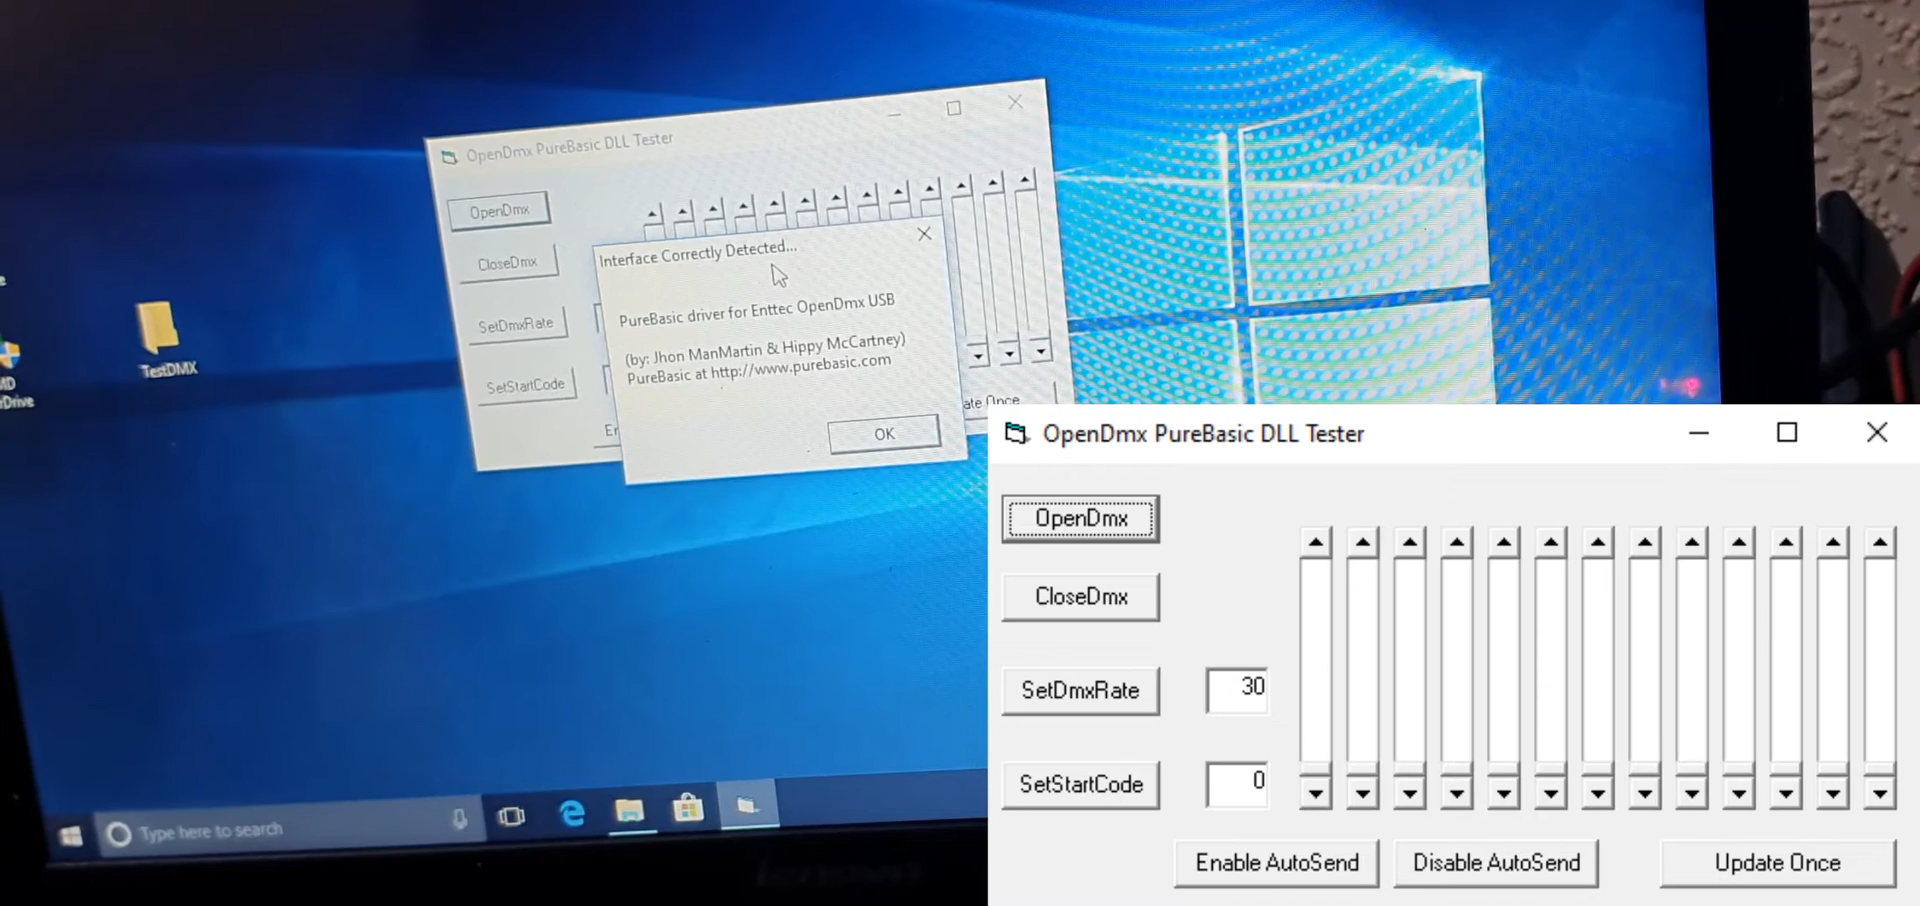 OpenDmx PureBasic DLL Tester
OpenDmx
CloseDmx
SetDmxRate
SetStartCode
Interface Correctly Detected...
PureBasic driver for Enttec OpenDmx USB
(by: Jhon ManMartin & Hippy McCartney)
PureBasic at http://www.purebasic.com
OK
Once
TestDMX
Type here to search
OpenDmx PureBasic DLL Tester
OpenDmx
CloseDmx
SetDmxRate
30
SetStartCode
0
Enable AutoSend
Disable AutoSend
Update Once